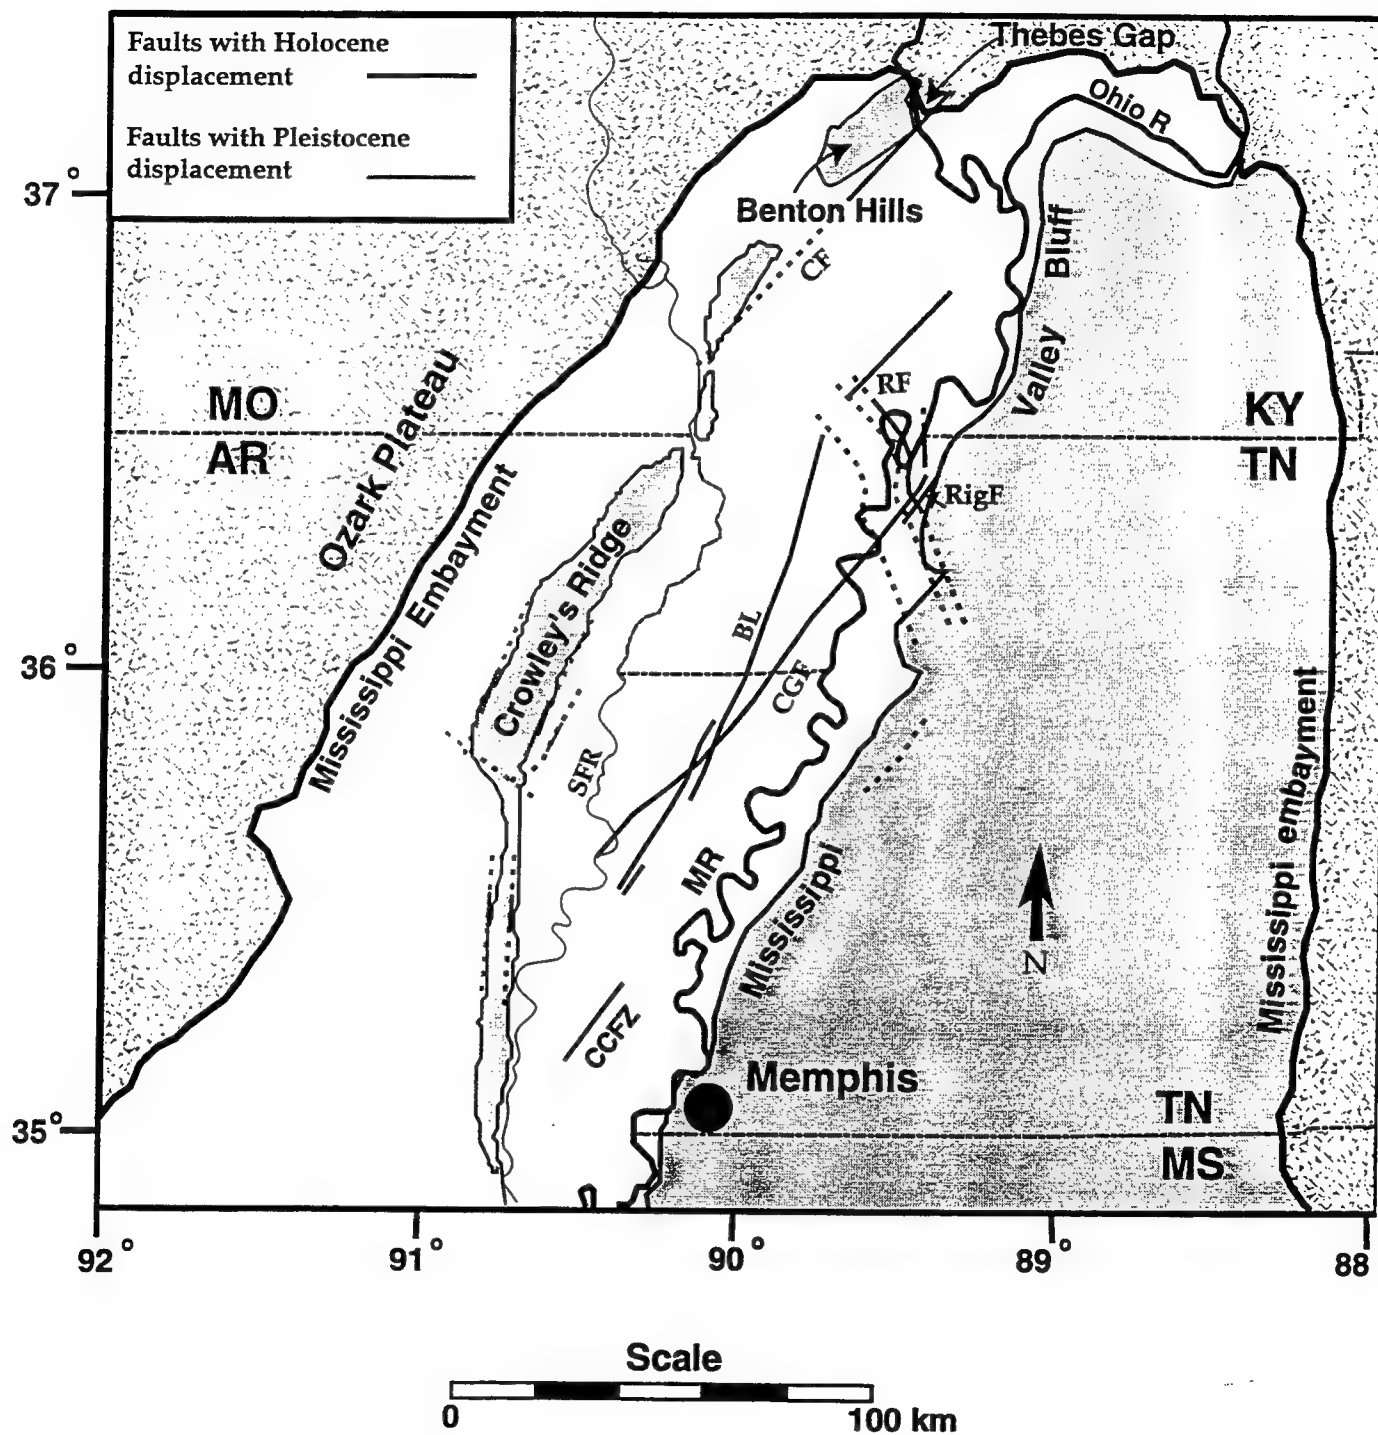 Faults with Holocene
displacement
Faults with Pleistocene
displacement
Thebes Gap
Ohio R
37°
Benton Hills
CF
Valley Bluff
RF
MO
AR
Ozark Plateau
KY
TN
RigF
Mississippi Embayment
Crowley's Ridge
BL
36°
CGF
SFR
Mississippi embayment
MR
Mississippi
N
CCFZ
Memphis
35°
TN
MS
92°
91°
90°
89°
88
Scale
0
100 km